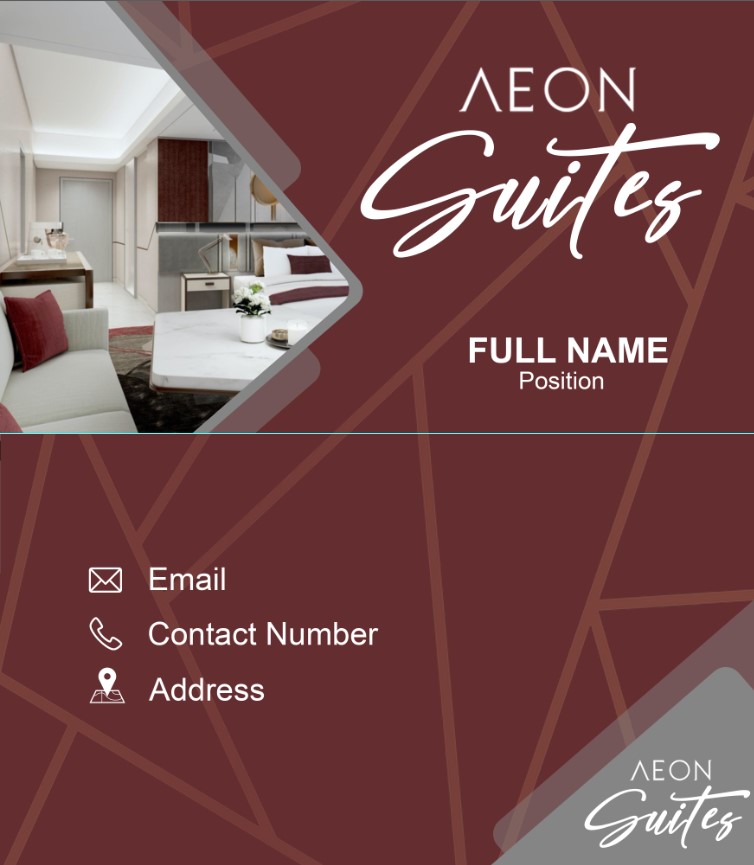 AEON
Suites
FULL NAME
Position
Email
Contact Number
Address
AEON
Suites